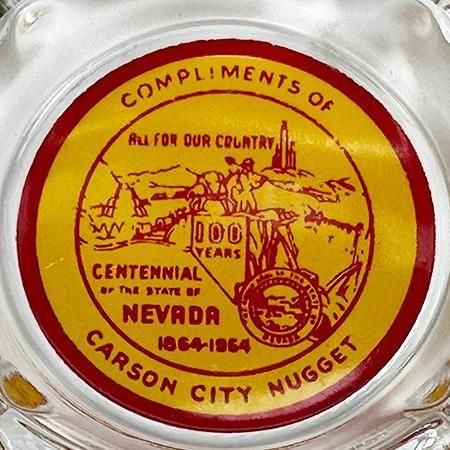 COMPLIMENTS OF
ALL FOR OUR COUNTRY
100
YEARS
CENTENNIAL
OF THE STATE OF
NEVADA
1864-1964
NEVADA
CARSON CITY NUGGET